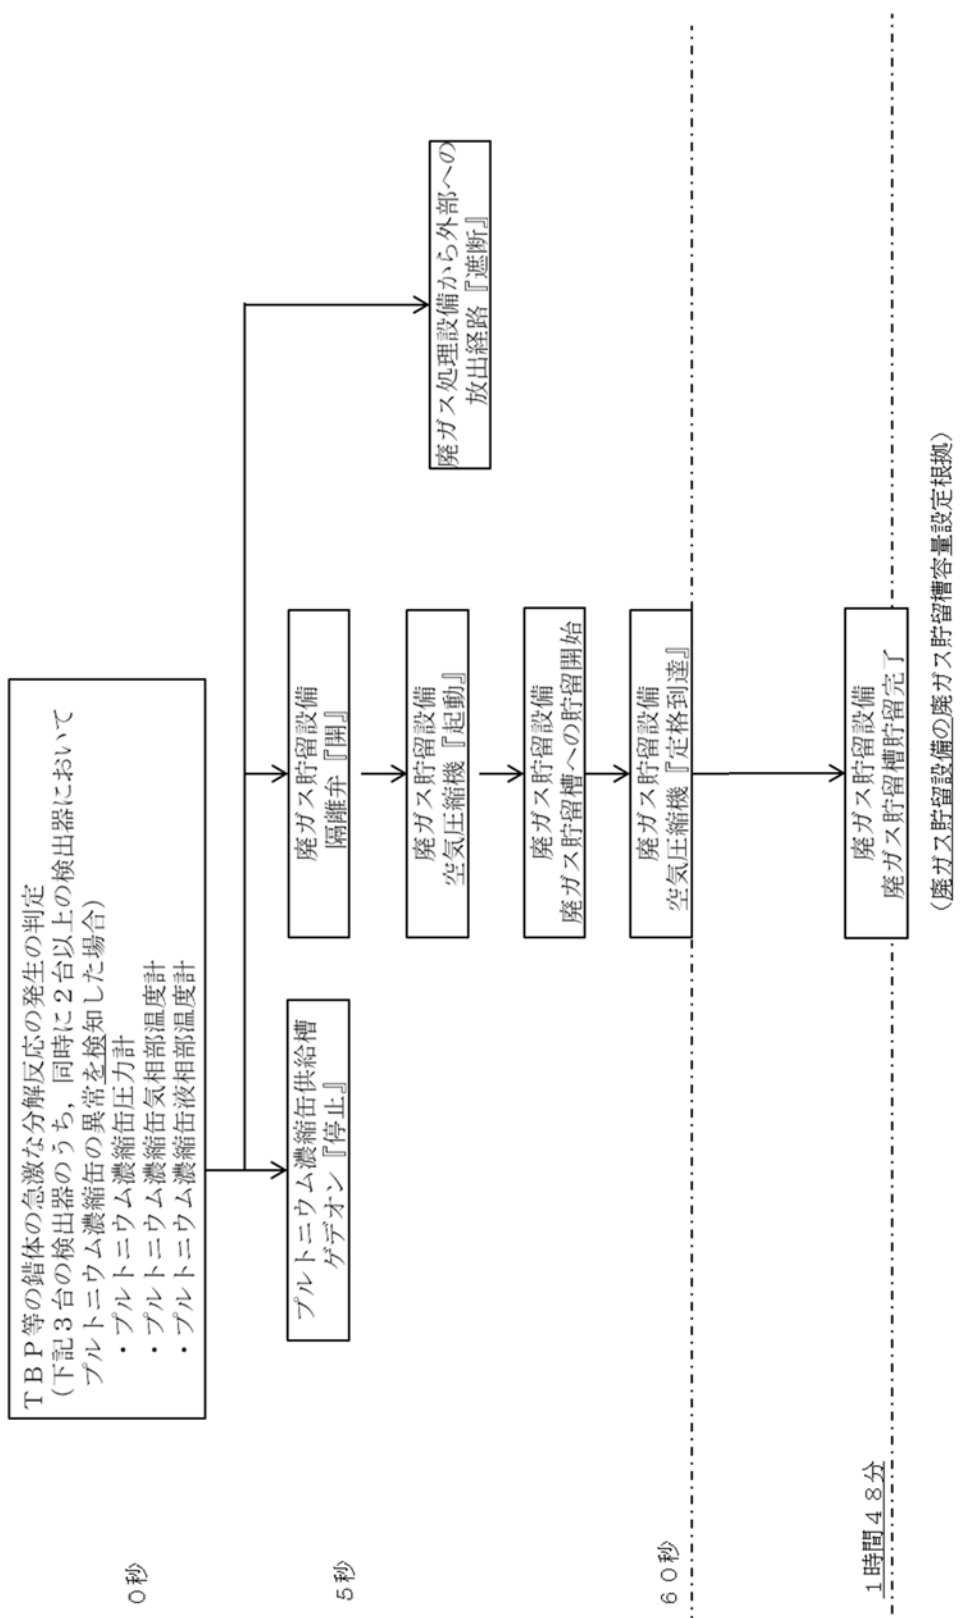 0秒
TBP等の錯体の急激な分解反応の発生の判定
(下記3台の検出器のうち,同時に2台以上の検出器において
プルトニウム濃縮缶の異常を検知した場合)
・プルトニウム濃縮缶圧力計
・プルトニウム濃縮缶気相部温度計
・プルトニウム濃縮缶液相部温度計
5秒
プルトニウム濃縮缶供給槽
ゲデオン『停止』
廃ガス貯留設備
隔離弁『開』
廃ガス貯留設備
空気圧縮機『起動』
廃ガス処理設備から外部への
放出経路『遮断』
廃ガス貯留設備
廃ガス貯留槽への貯留開始
60秒
廃ガス貯留設備
空気圧縮機『定格到達』
1時間48分
廃ガス貯留設備
廃ガス貯留槽貯留完了
(廃ガス貯留設備の廃ガス貯留槽容量設定根拠)